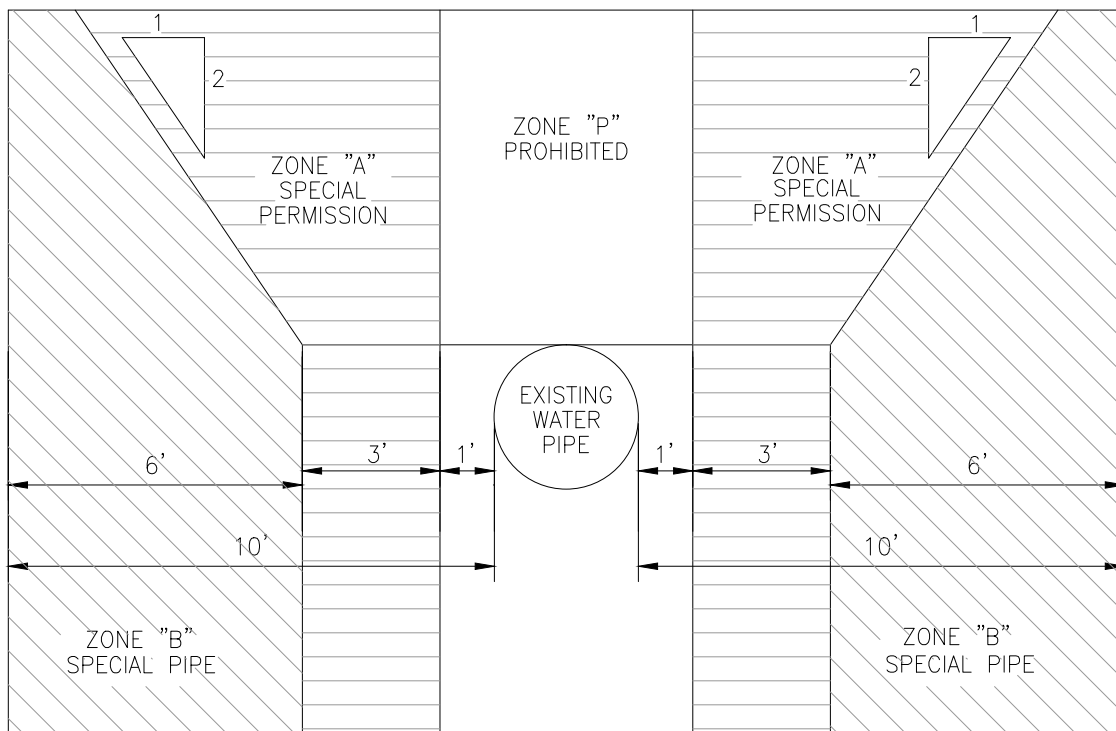 1
1
2
2
ZONE "P"
PROHIBITED
ZONE "A"
SPECIAL
PERMISSION
ZONE "A"
SPECIAL
PERMISSION
EXISTING
WATER
PIPE
6'
3'
1'
1'
3'
6'
10'
10'
ZONE "B"
SPECIAL PIPE
ZONE "B"
SPECIAL PIPE